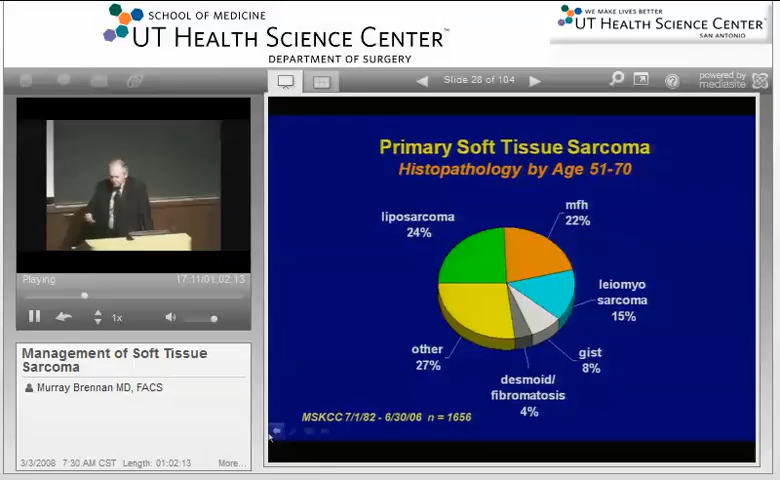 SCHOOL OF MEDICINE
UT HEALTH SCIENCE CENTER™
DEPARTMENT OF SURGERY
WE MAKE LIVES BETTER
UT HEALTH SCIENCE CENTER™
SAN ANTONIO
Slide 28 of 104
powered by
mediasite
Primary Soft Tissue Sarcoma
Histopathology by Age 51-70
mfh
22%
liposarcoma
24%
leiomyo
sarcoma
15%
gist
8%
desmoid/
fibromatosis
4%
other
27%
MSKCC 7/1/82 - 6/30/06 n = 1656
Playing
17:11/01:02:13
1x
Management of Soft Tissue
Sarcoma
Murray Brennan MD, FACS
3/3/2008 7:30 AM CST Length: 01:02:13 More...